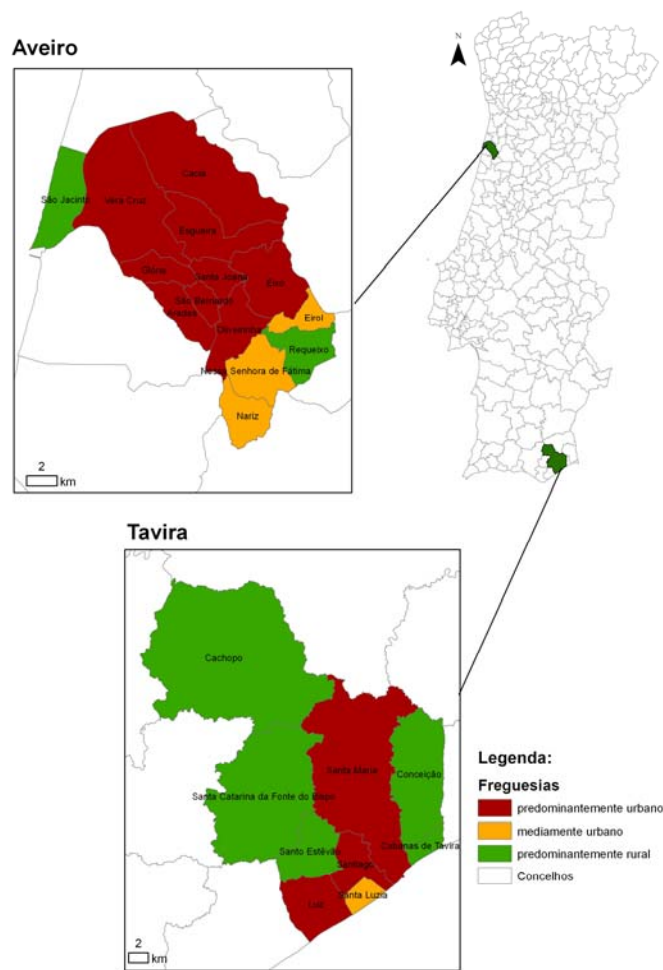 Aveiro
N
São Jacinto
Vera Cruz
Cacia
Esgueira
Glória
Santa Joana
Eixo
São Bernardo
Aradas
Oliveirinha
Eirol
Requeixo
Nossa Senhora de Fátima
Nariz
2
km
Tavira
Cachopo
Santa Maria
Conceição
Santa Catarina da Fonte do Bispo
Santo Estêvão
Cabanas de Tavira
Santiago
Luz
Santa Luzia
2
km
Legenda:
Freguesias
predominantemente urbano
mediamente urbano
predominantemente rural
Concelhos